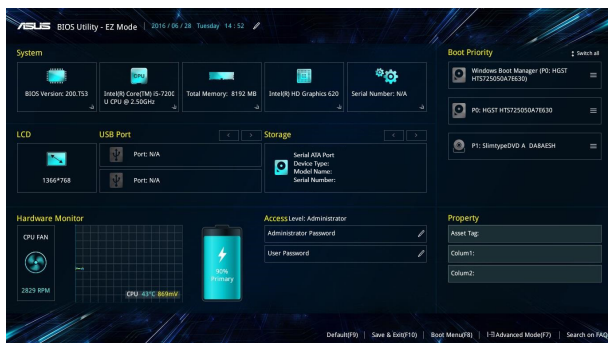 ASUS BIOS Utility - EZ Mode 2016 / 06 / 28 Tuesday 14 : 52
System
BIOS Version: 200.T53
CPU
Intel(R) Core(TM) i5-7200
U CPU @ 2.50GHz
Total Memory: 8192 MB
Intel(R) HD Graphics 620
Serial Number: N/A
Boot Priority
Switch all
Windows Boot Manager (P0: HGST
HTS725050A7E630)
P0: HGST HTS725050A7E630
P1: SlimtypeDVD A DA8AESH
LCD
1366*768
USB Port
Port: N/A
Port: N/A
Storage
Serial ATA Port
Device Type:
Model Name:
Serial Number:
Hardware Monitor
CPU FAN
2829 RPM
CPU 43°C 869mV
90%
Primary
Access Level: Administrator
Administrator Password
User Password
Property
Asset Tag:
Colum1:
Colum2:
Default(F9) | Save & Exit(F10) | Boot Menu(F8) | Advanced Mode(F7) | Search on FAQ